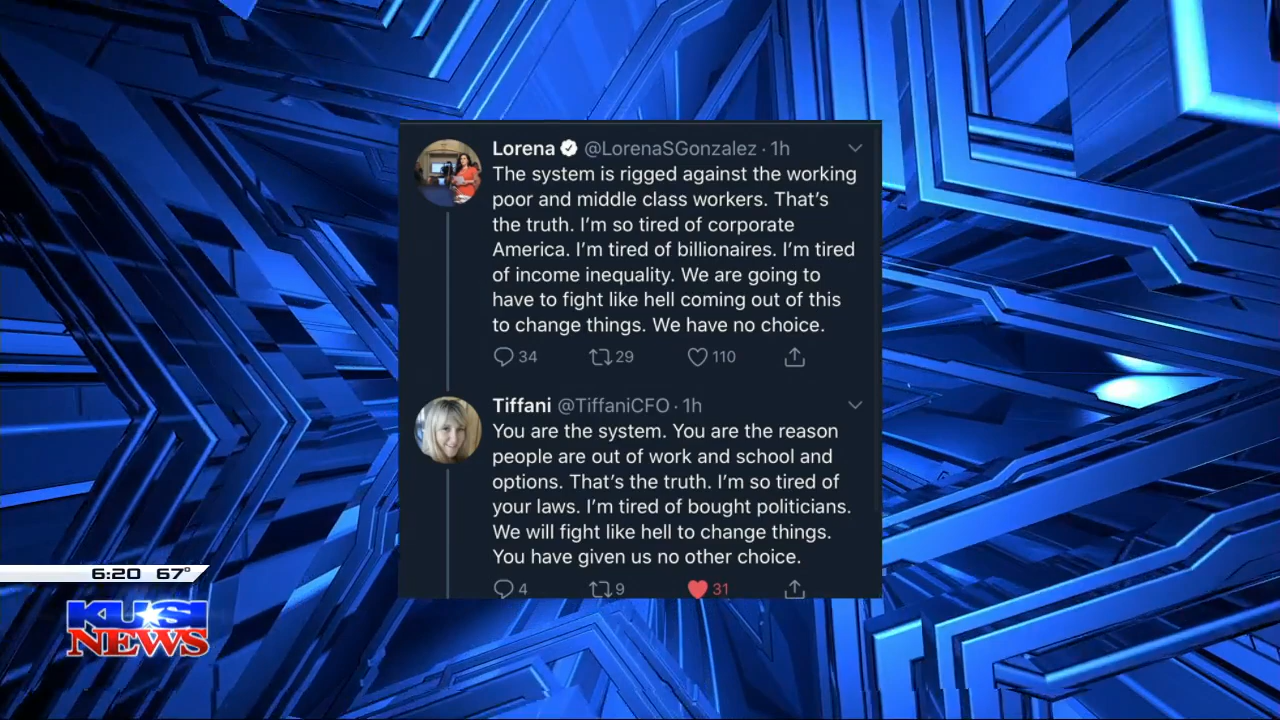 Lorena @LorenaSGonzalez · 1h
The system is rigged against the working
poor and middle class workers. That’s
the truth. I’m so tired of corporate
America. I’m tired of billionaires. I’m tired
of income inequality. We are going to
have to fight like hell coming out of this
to change things. We have no choice.
34 29 110
Tiffani @TiffaniCFO · 1h
You are the system. You are the reason
people are out of work and school and
options. That’s the truth. I’m so tired of
your laws. I’m tired of bought politicians.
We will fight like hell to change things.
You have given us no other choice.
4 9 31
6:20 67°
KUSI
NEWS